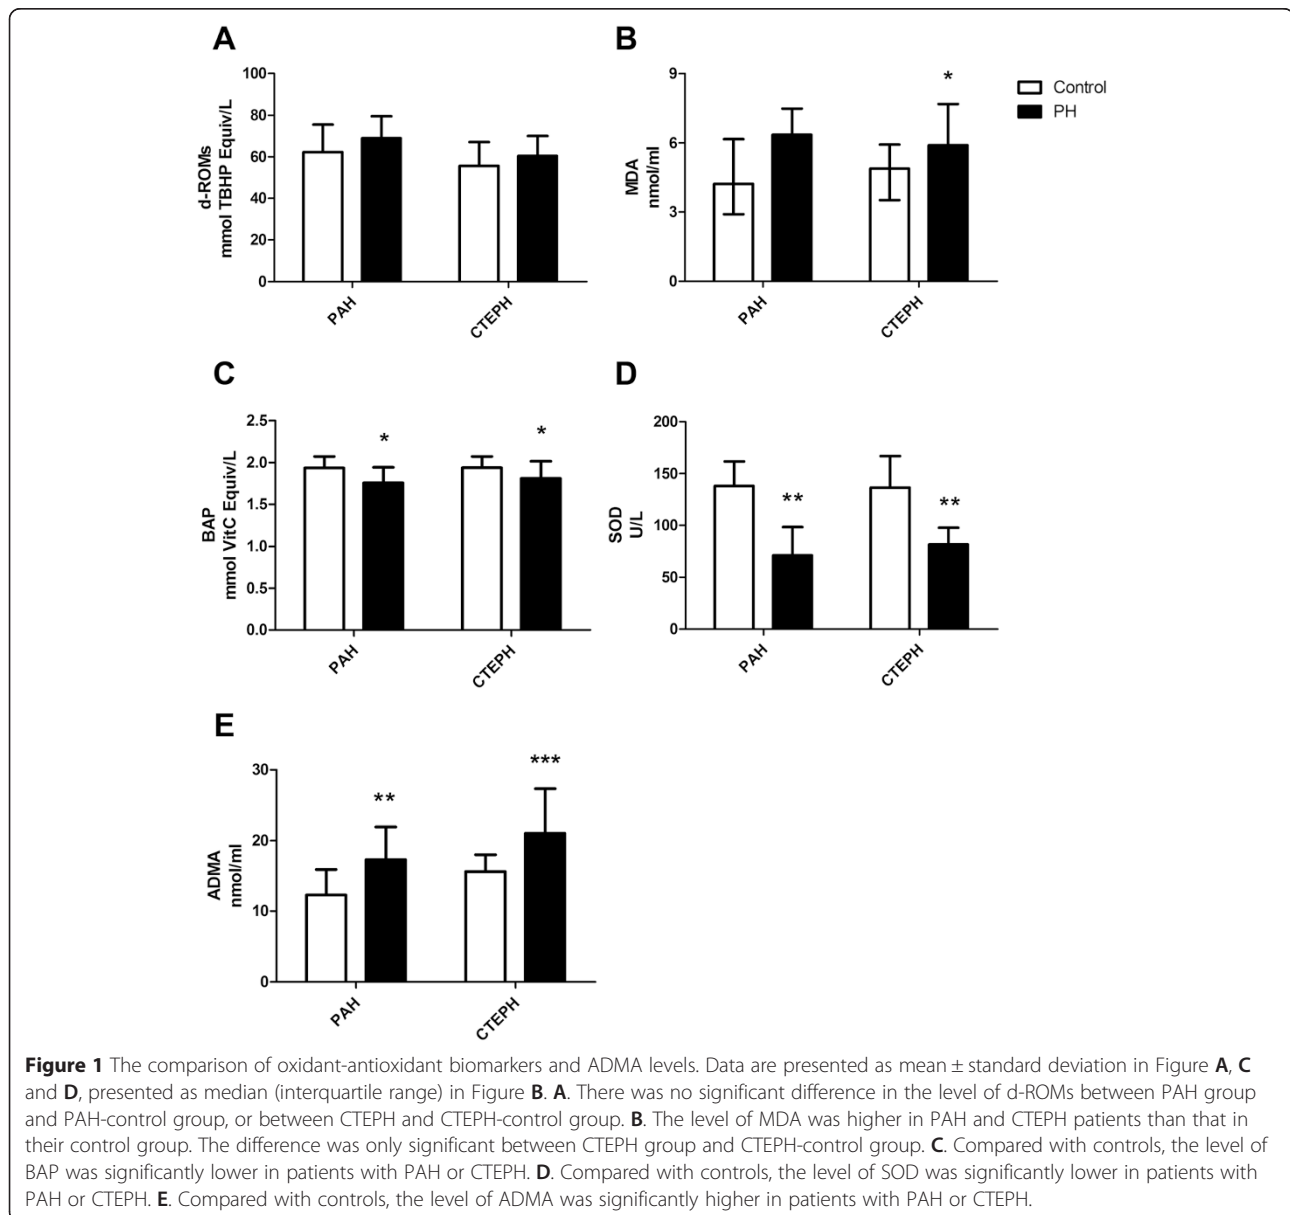 A
d-ROMs
mmol TBHP Equiv/L
100
80
60
40
20
0
PAH
CTEPH
B
MDA
nmol/ml
9
6
3
0
*
PAH
CTEPH
Control
PH
C
BAP
mmol VitC Equiv/L
2.5
2.0
1.5
1.0
0.5
0.0
*
*
PAH
CTEPH
D
SOD
U/L
200
150
100
50
0
**
**
PAH
CTEPH
E
ADMA
nmol/ml
30
20
10
0
**
***
PAH
CTEPH
Figure 1 The comparison of oxidant-antioxidant biomarkers and ADMA levels. Data are presented as mean ± standard deviation in Figure A, C
and D, presented as median (interquartile range) in Figure B. A. There was no significant difference in the level of d-ROMs between PAH group
and PAH-control group, or between CTEPH and CTEPH-control group. B. The level of MDA was higher in PAH and CTEPH patients than that in
their control group. The difference was only significant between CTEPH group and CTEPH-control group. C. Compared with controls, the level of
BAP was significantly lower in patients with PAH or CTEPH. D. Compared with controls, the level of SOD was significantly lower in patients with
PAH or CTEPH. E. Compared with controls, the level of ADMA was significantly higher in patients with PAH or CTEPH.